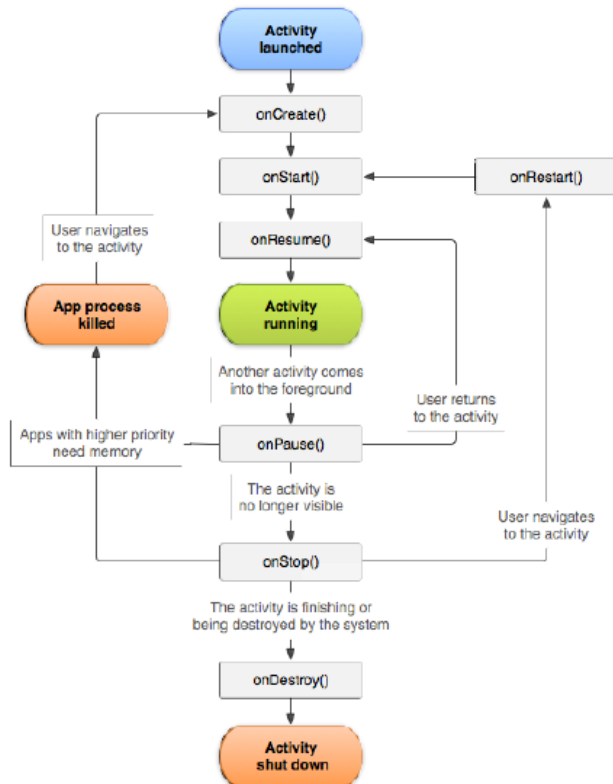 Activity
launched
onCreate()
onStart()
onRestart()
User navigates
to the activity
onResume()
App process
killed
Activity
running
Another activity comes
into the foreground
User returns
to the activity
Apps with higher priority
need memory
onPause()
The activity is
no longer visible
User navigates
to the activity
onStop()
The activity is finishing or
being destroyed by the system
onDestroy()
Activity
shut down